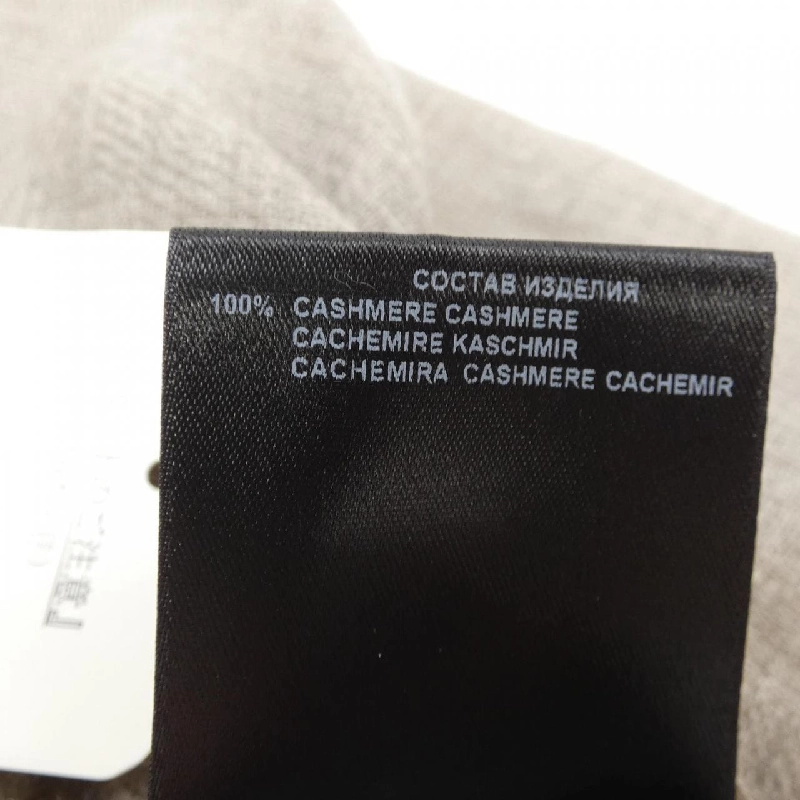 СОСТАВ ИЗДЕЛИЯ
100% CASHMERE CASHMERE
CACHEMIRE KASCHMIR
CACHEMIRA CASHMERE CACHEMIR